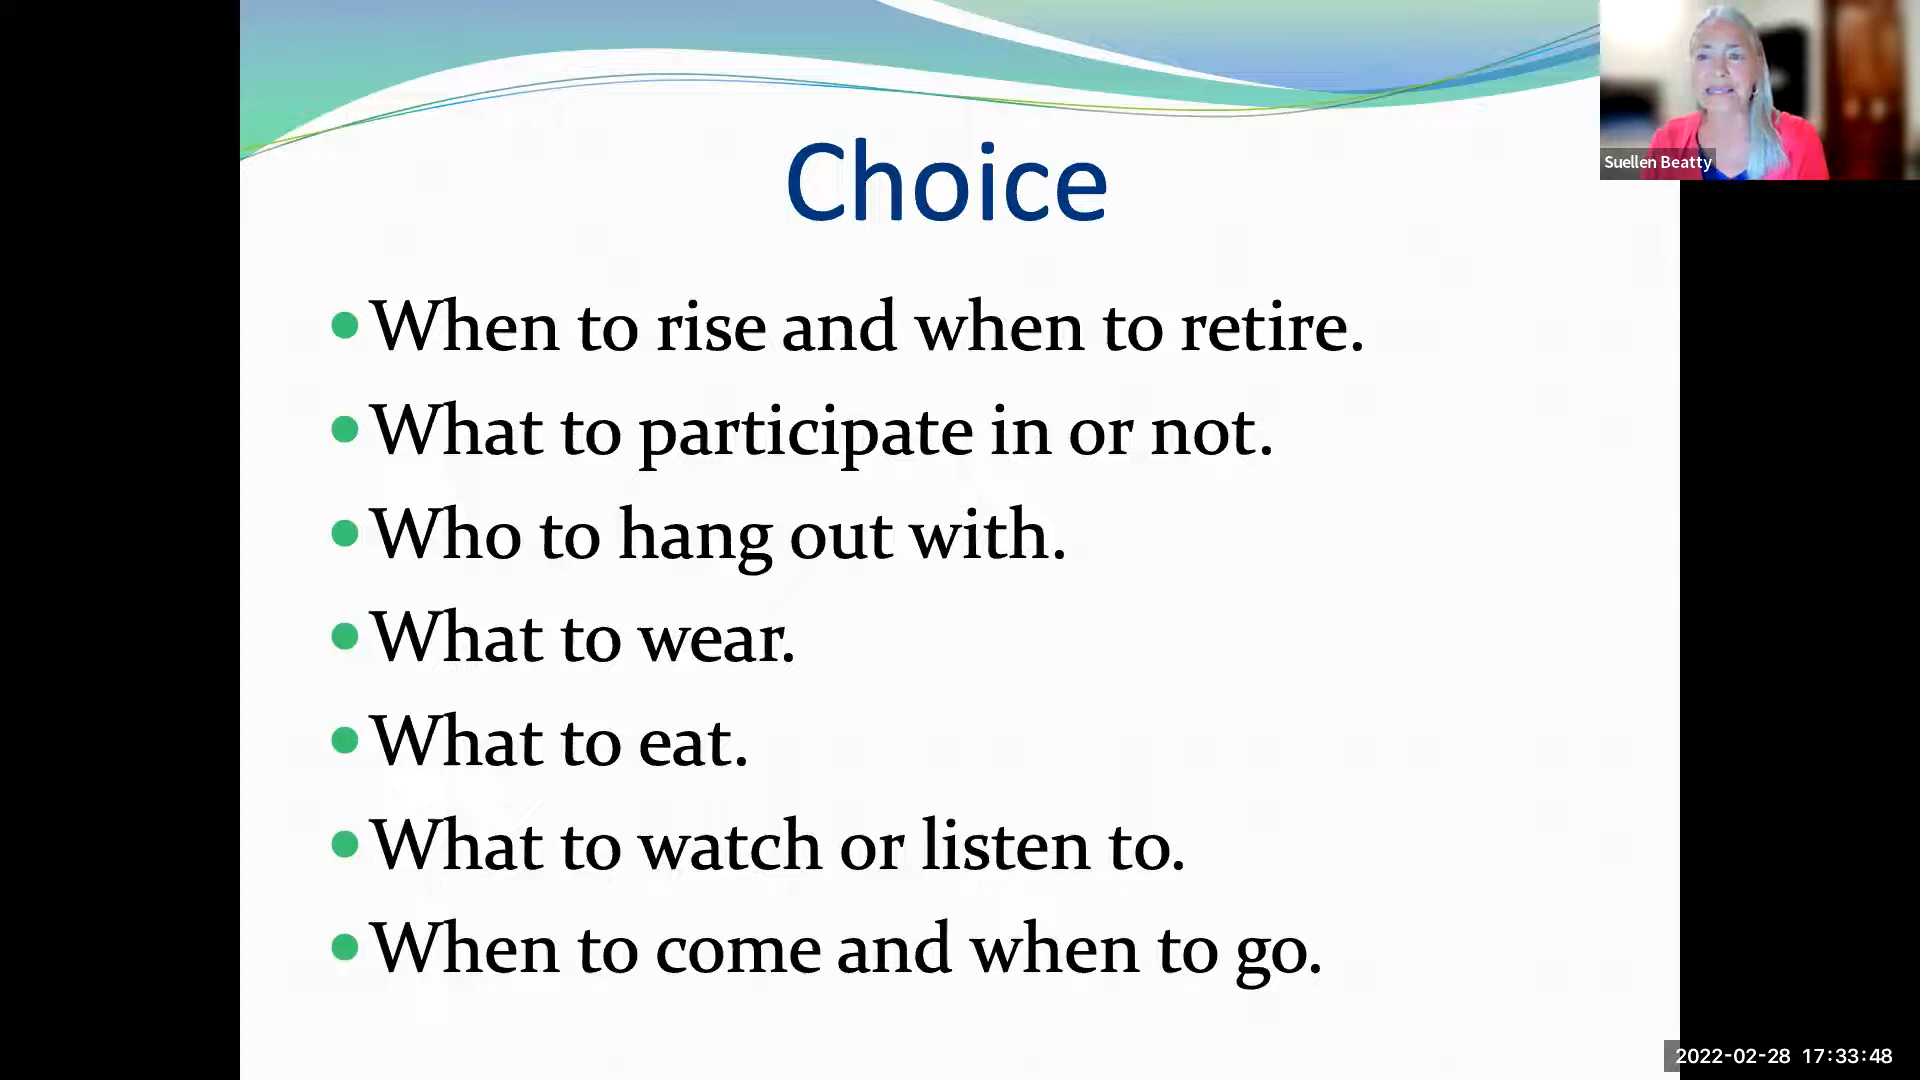 Suellen Beatty
Choice
When to rise and when to retire.
What to participate in or not.
Who to hang out with.
What to wear.
What to eat.
What to watch or listen to.
When to come and when to go.
2022-02-28 17:33:48